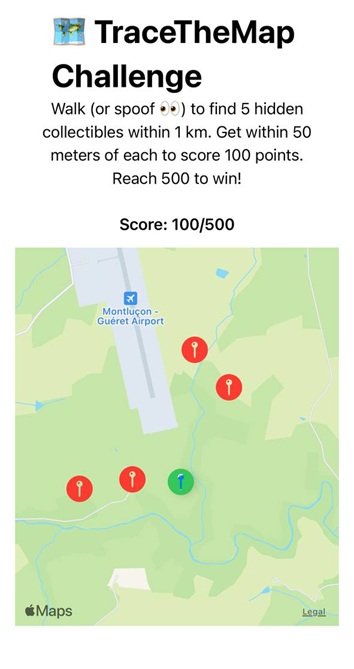 🗺️ TraceTheMap
Challenge
Walk (or spoof 👀) to find 5 hidden
collectibles within 1 km. Get within 50
meters of each to score 100 points.
Reach 500 to win!
Score: 100/500
Montluçon -
Guéret Airport
Maps
Legal